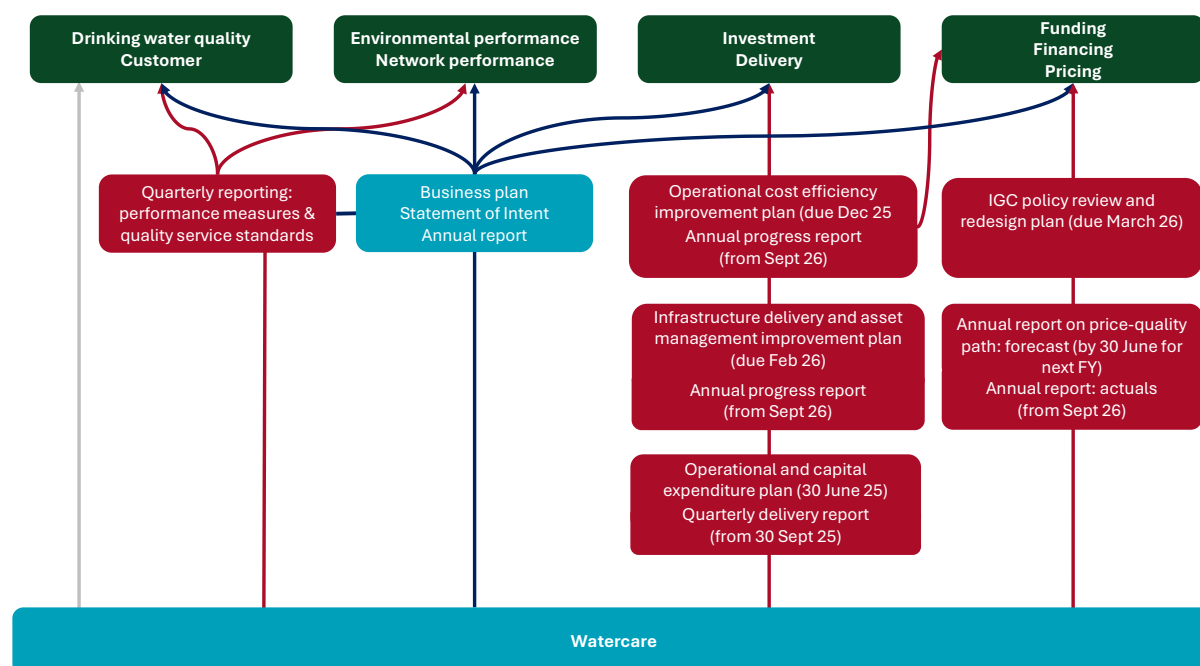 Drinking water quality
Customer
Environmental performance
Network performance
Investment
Delivery
Funding
Financing
Pricing
Quarterly reporting:
performance measures &
quality service standards
Business plan
Statement of Intent
Annual report
Operational cost efficiency
improvement plan (due Dec 25
Annual progress report
(from Sept 26)
IGC policy review and
redesign plan (due March 26)
Infrastructure delivery and asset
management improvement plan
(due Feb 26)
Annual progress report
(from Sept 26)
Annual report on price-quality
path: forecast (by 30 June for
next FY)
Annual report: actuals
(from Sept 26)
Operational and capital
expenditure plan (30 June 25)
Quarterly delivery report
(from 30 Sept 25)
Watercare